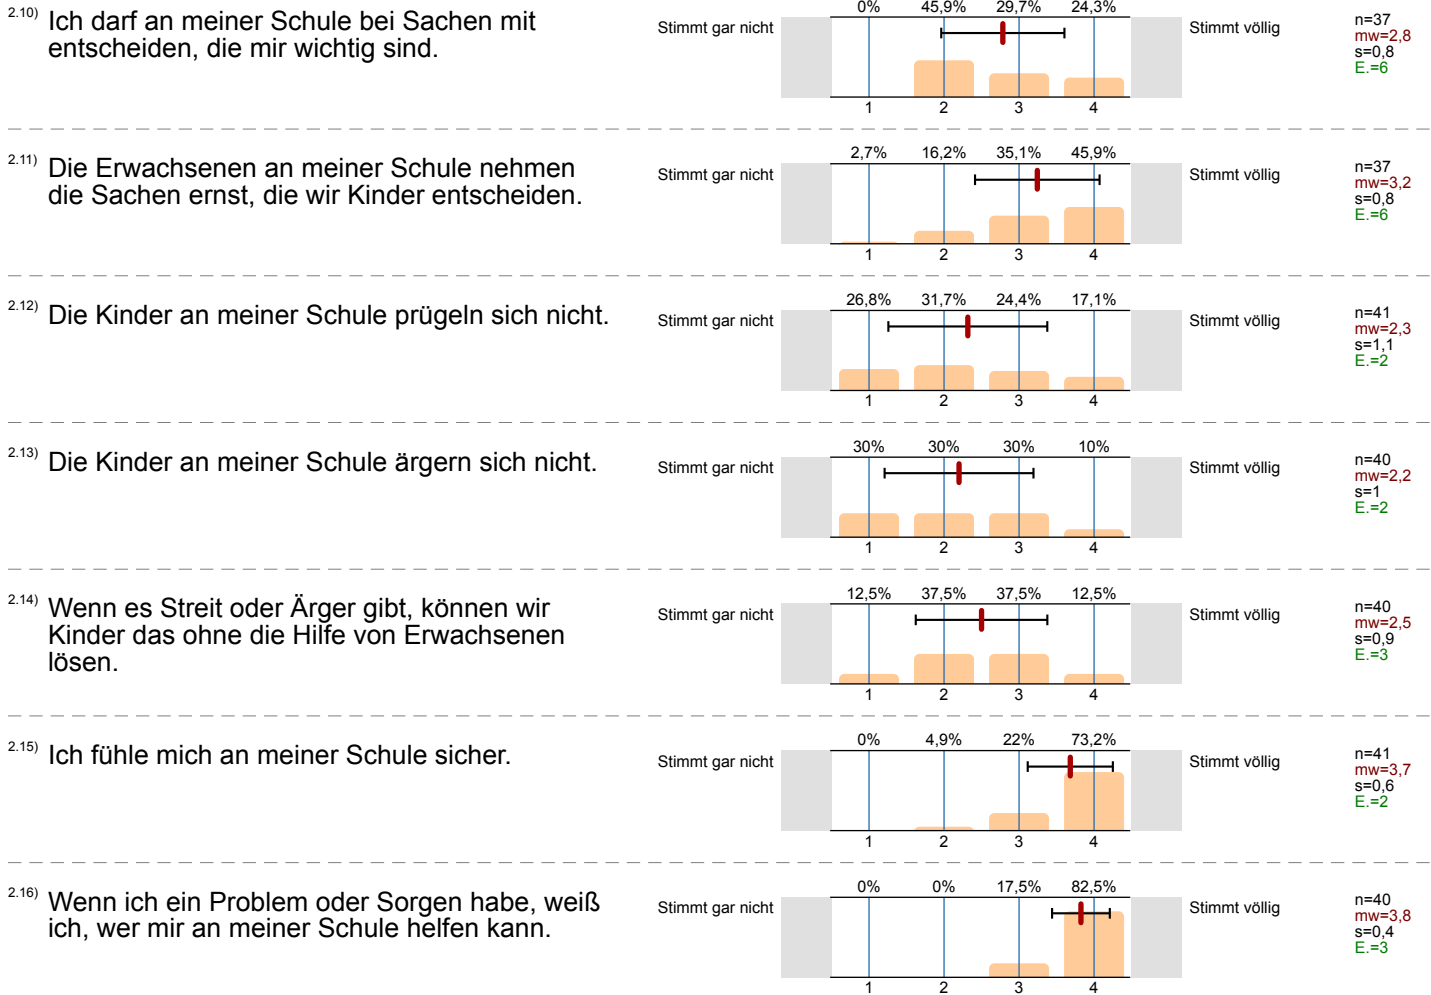 2.10) Ich darf an meiner Schule bei Sachen mit
entscheiden, die mir wichtig sind.
Stimmt gar nicht
0% 45,9% 29,7% 24,3%
1 2 3 4
Stimmt völlig
n=37
mw=2,8
s=0,8
E.=6
2.11) Die Erwachsenen an meiner Schule nehmen
die Sachen ernst, die wir Kinder entscheiden.
Stimmt gar nicht
2,7% 16,2% 35,1% 45,9%
1 2 3 4
Stimmt völlig
n=37
mw=3,2
s=0,8
E.=6
2.12) Die Kinder an meiner Schule prügeln sich nicht.
Stimmt gar nicht
26,8% 31,7% 24,4% 17,1%
1 2 3 4
Stimmt völlig
n=41
mw=2,3
s=1,1
E.=2
2.13) Die Kinder an meiner Schule ärgern sich nicht.
Stimmt gar nicht
30% 30% 30% 10%
1 2 3 4
Stimmt völlig
n=40
mw=2,2
s=1
E.=2
2.14) Wenn es Streit oder Ärger gibt, können wir
Kinder das ohne die Hilfe von Erwachsenen
lösen.
Stimmt gar nicht
12,5% 37,5% 37,5% 12,5%
1 2 3 4
Stimmt völlig
n=40
mw=2,5
s=0,9
E.=3
2.15) Ich fühle mich an meiner Schule sicher.
Stimmt gar nicht
0% 4,9% 22% 73,2%
1 2 3 4
Stimmt völlig
n=41
mw=3,7
s=0,6
E.=2
2.16) Wenn ich ein Problem oder Sorgen habe, weiß
ich, wer mir an meiner Schule helfen kann.
Stimmt gar nicht
0% 0% 17,5% 82,5%
1 2 3 4
Stimmt völlig
n=40
mw=3,8
s=0,4
E.=3